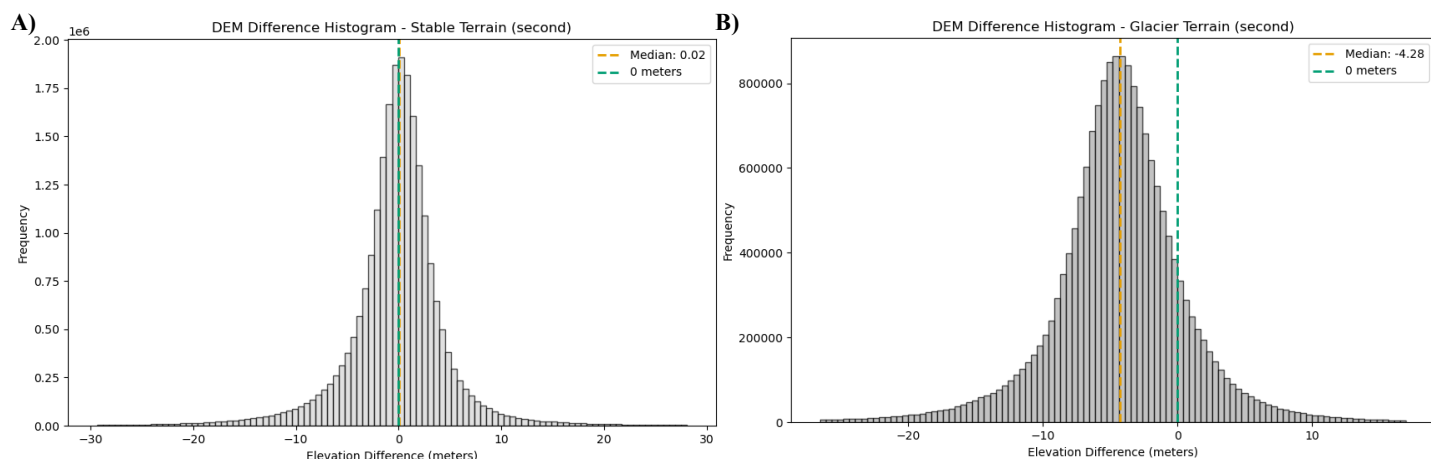 A)
DEM Difference Histogram - Stable Terrain (second)
1e6
2.00
1.75
1.50
1.25
1.00
0.75
0.50
0.25
0.00
Frequency
Median: 0.02
0 meters
−30
−20
−10
0
10
20
30
Elevation Difference (meters)
B)
DEM Difference Histogram - Glacier Terrain (second)
800000
600000
400000
200000
0
Frequency
Median: -4.28
0 meters
−20
−10
0
10
Elevation Difference (meters)